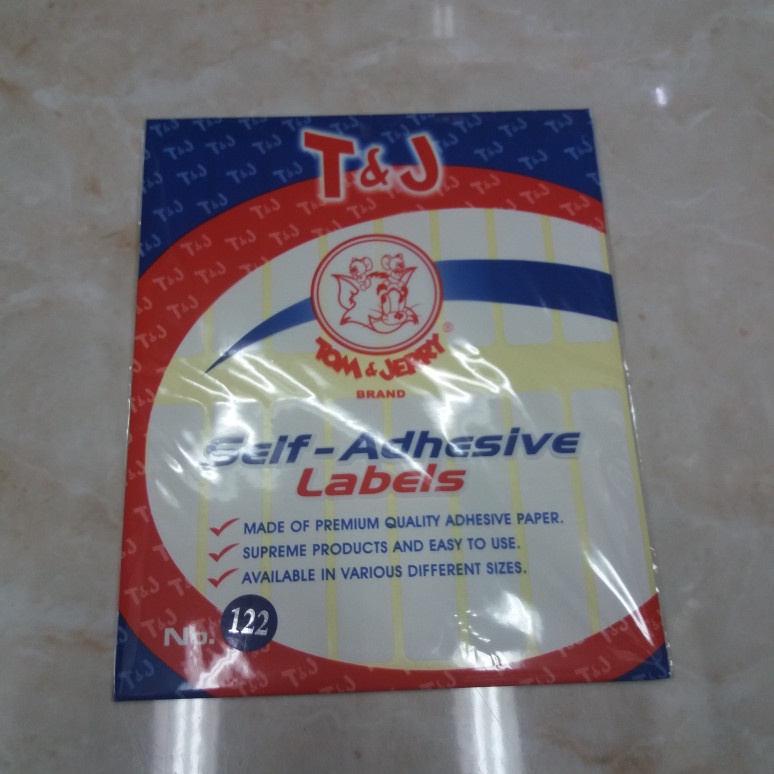 T&J
TOM & JERRY®
BRAND
Self-Adhesive
Labels
MADE OF PREMIUM QUALITY ADHESIVE PAPER.
SUPREME PRODUCTS AND EASY TO USE.
AVAILABLE IN VARIOUS DIFFERENT SIZES.
No. 122